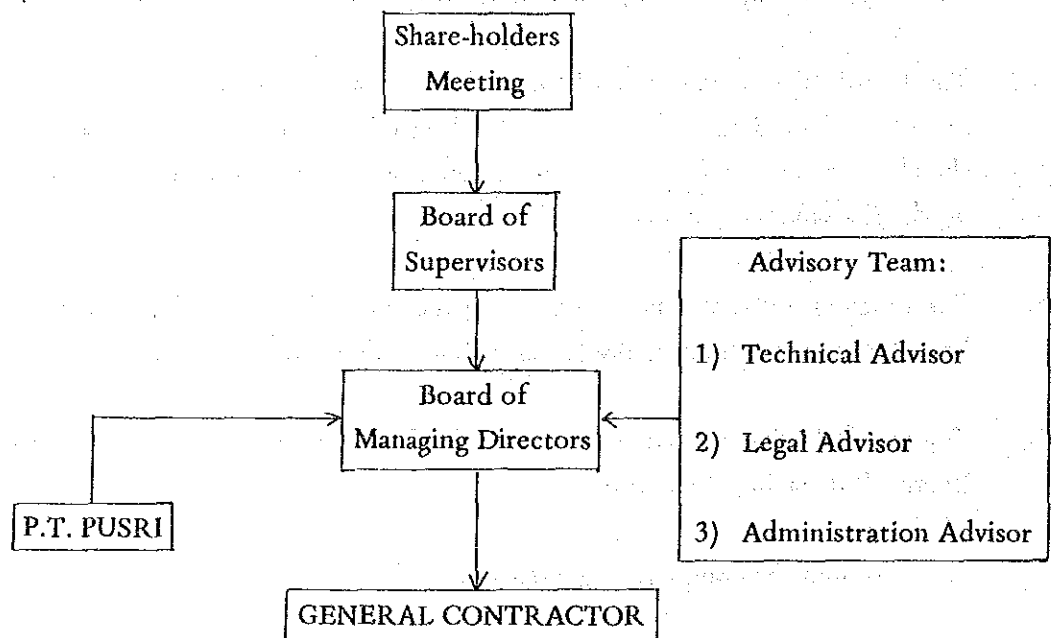 Share-holders
Meeting
Board of
Supervisors
Advisory Team:
1) Technical Advisor
Board of
Managing Directors
2) Legal Advisor
P.T. PUSRI
3) Administration Advisor
GENERAL CONTRACTOR